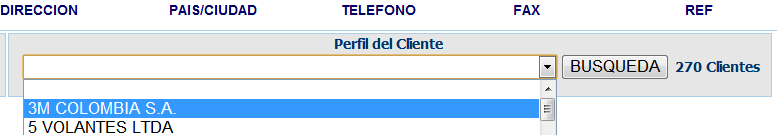 DIRECCION PAIS/CIUDAD TELEFONO FAX REF
Perfil del Cliente
BUSQUEDA 270 Clientes
3M COLOMBIA S.A.
5 VOLANTES LTDA